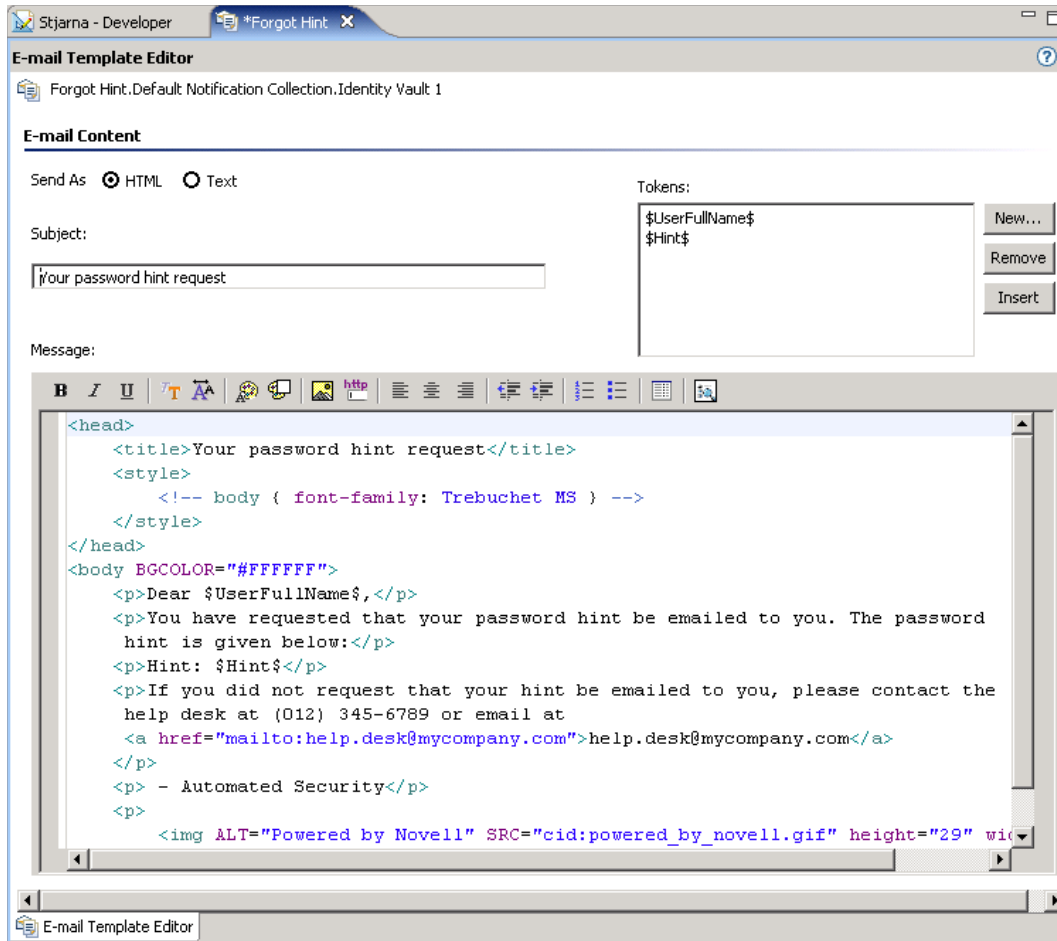 Stjarna - Developer
*Forgot Hint
E-mail Template Editor
Forgot Hint.Default Notification Collection.Identity Vault 1
E-mail Content
Send As HTML Text
Tokens:
$UserFullName$
$Hint$
New...
Remove
Insert
Subject:
Your password hint request
Message:
B I U T A A http
<head>
<title>Your password hint request</title>
<style>
<!-- body { font-family: Trebuchet MS } -->
</style>
</head>
<body BGCOLOR="#FFFFFF">
<p>Dear $UserFullName$,</p>
<p>You have requested that your password hint be emailed to you. The password
hint is given below:</p>
<p>Hint: $Hint$</p>
<p>If you did not request that your hint be emailed to you, please contact the
help desk at (012) 345-6789 or email at
<a href="mailto:help.desk@mycompany.com">help.desk@mycompany.com</a>
</p>
<p> - Automated Security</p>
<p>
<img ALT="Powered by Novell" SRC="cid:powered_by_novell.gif" height="29"
E-mail Template Editor